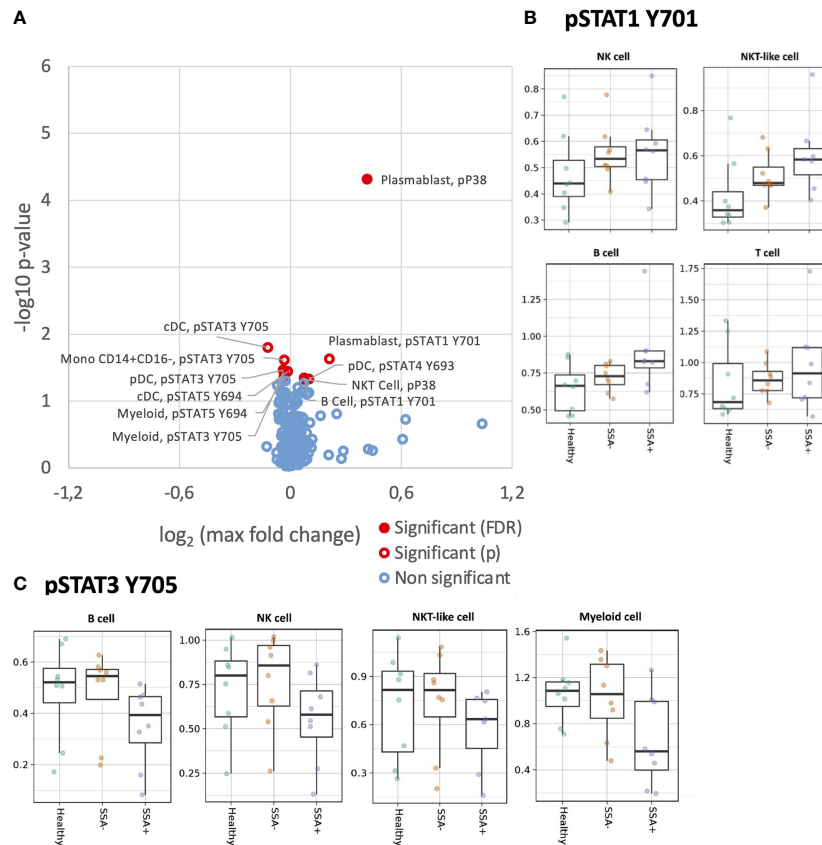 A
B
pSTAT1 Y701
6
5
4
3
2
1
0
-log10 p-value
Plasmablast, pP38
cDC, pSTAT3 Y705
Plasmablast, pSTAT1 Y701
Mono CD14+CD16-, pSTAT3 Y705
pDC, pSTAT4 Y693
pDC, pSTAT3 Y705
NKT Cell, pP38
cDC, pSTAT5 Y694
B Cell, pSTAT1 Y701
Myeloid, pSTAT5 Y694
Myeloid, pSTAT3 Y705
-1,2 -0,6 0 0,6 1,2
log2 (max fold change)
Significant (FDR)
Significant (p)
Non significant
NK cell
0.8
0.7
0.6
0.5
0.4
0.3
NKT-like cell
0.8
0.6
0.4
B cell
1.25
1.00
0.75
0.50
Healthy SSA- SSA+
T cell
1.75
1.50
1.25
1.00
0.75
Healthy SSA- SSA+
C
pSTAT3 Y705
B cell
0.6
0.4
0.2
Healthy SSA- SSA+
NK cell
1.00
0.75
0.50
0.25
Healthy SSA- SSA+
NKT-like cell
0.9
0.6
0.3
Healthy SSA- SSA+
Myeloid cell
1.6
1.2
0.8
0.4
Healthy SSA- SSA+